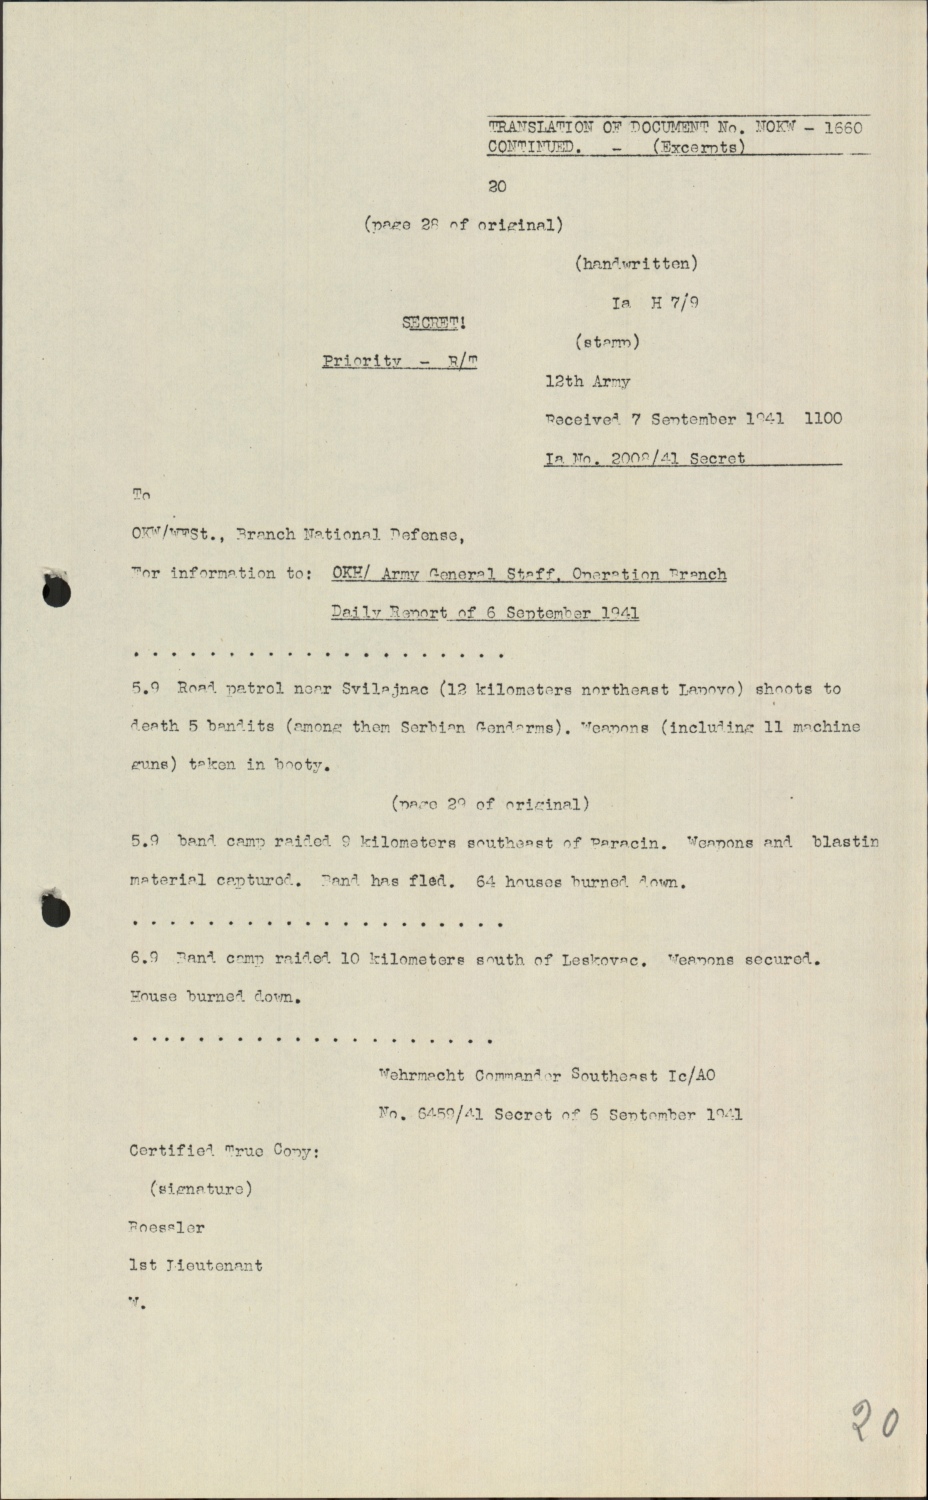 TRANSLATION OF DOCUMENT No. NOKW - 1660
CONTINUED. - (Excerpts)
20
(page 28 of original)
(handwritten)
Ia H 7/9
SECRET!
(stamp)
Priority - R/T
12th Army
Received 7 September 1941 1100
Ia No. /41 Secret
To
OKW/WFSt., Branch National Defense,
For information to: OKH/ Army General Staff, Operation Branch
Daily Report of 6 September 1941
. . . . . . . . . . . . . . . . . . . .
5.9 Road patrol near Svilajnac (12 kilometers northeast Lapovo) shoots to
death 5 bandits (among them Serbian Gendarms). Weapons (including 11 machine
guns) taken in booty.
(page 29 of original)
5.9 band camp raided 9 kilometers southeast of Paracin. Weapons and blastin
material captured. Band has fled. 64 houses burned down.
. . . . . . . . . . . . . . . . . . . .
6.9 Band camp raided 10 kilometers south of Leskovac. Weapons secured.
House burned down.
. . . . . . . . . . . . . . . . . . . .
Wehrmacht Commander Southeast Ic/AO
No. 6459/41 Secret of 6 September 1941
Certified True Copy:
(signature)
Roessler
1st Lieutenant
W.
20